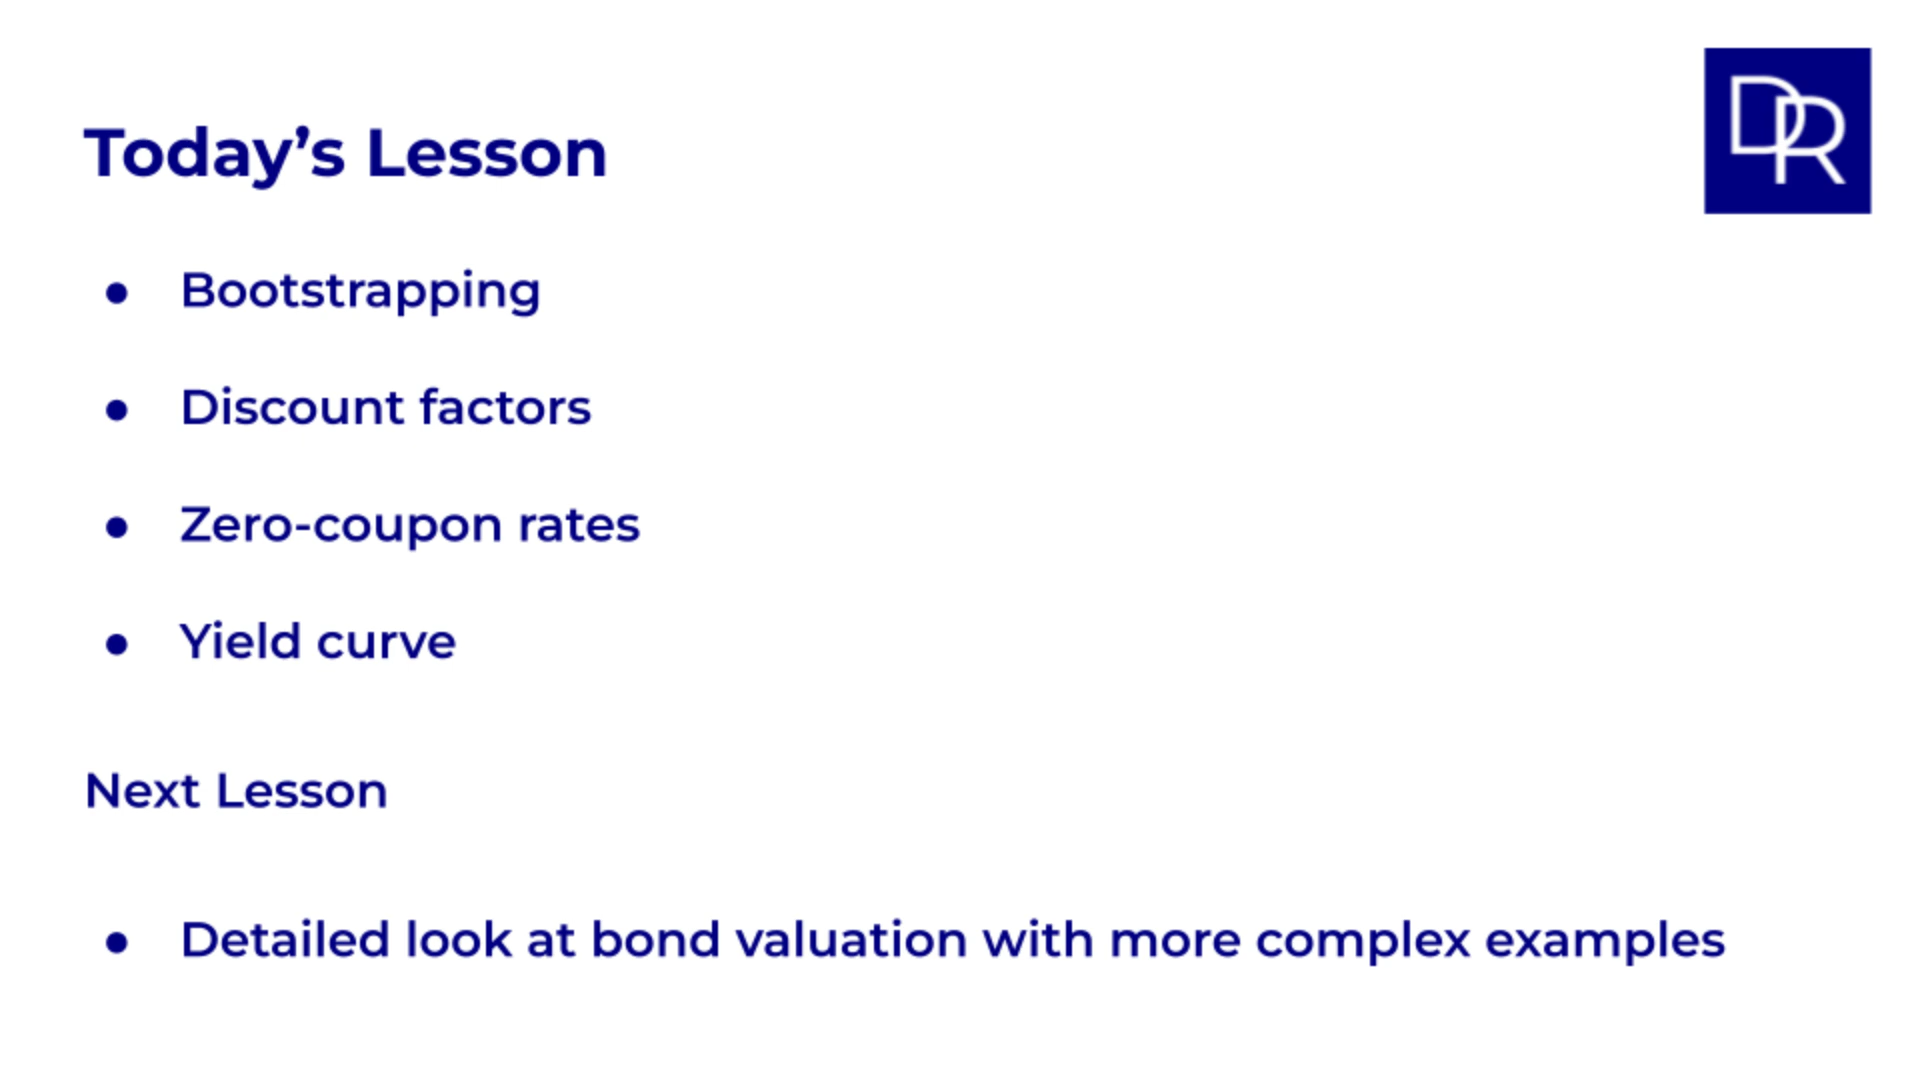 Today’s Lesson
DR
● Bootstrapping
● Discount factors
● Zero-coupon rates
● Yield curve
Next Lesson
● Detailed look at bond valuation with more complex examples